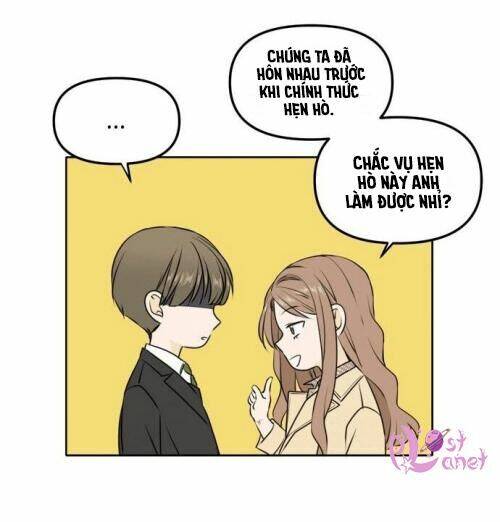 ...
CHÚNG TA ĐÃ
HÔN NHAU TRƯỚC
KHI CHÍNH THỨC
HẸN HÒ.
CHẮC VỤ HẸN
HÒ NÀY ANH
LÀM ĐƯỢC NHỈ?
Lost
Lanet